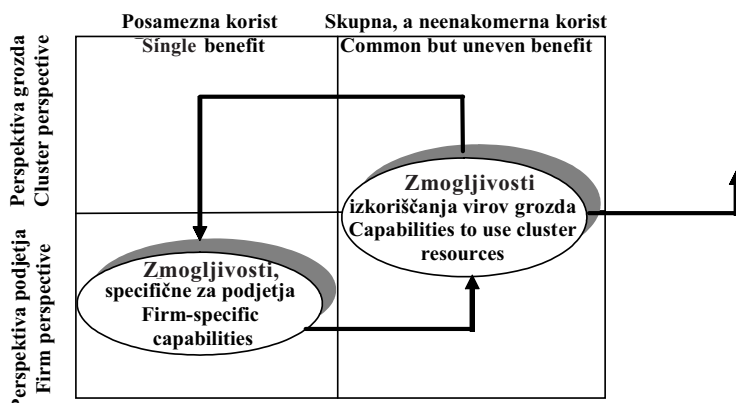 Posamezna korist
Single benefit
Skupna, a neenakomerna korist
Common but uneven benefit
Perspektiva grozda
Cluster perspective
Zmogljivosti
izkoriščanja virov grozda
Capabilities to use cluster
resources
Perspektiva podjetja
Firm perspective
Zmogljivosti,
specifične za podjetja
Firm-specific
capabilities